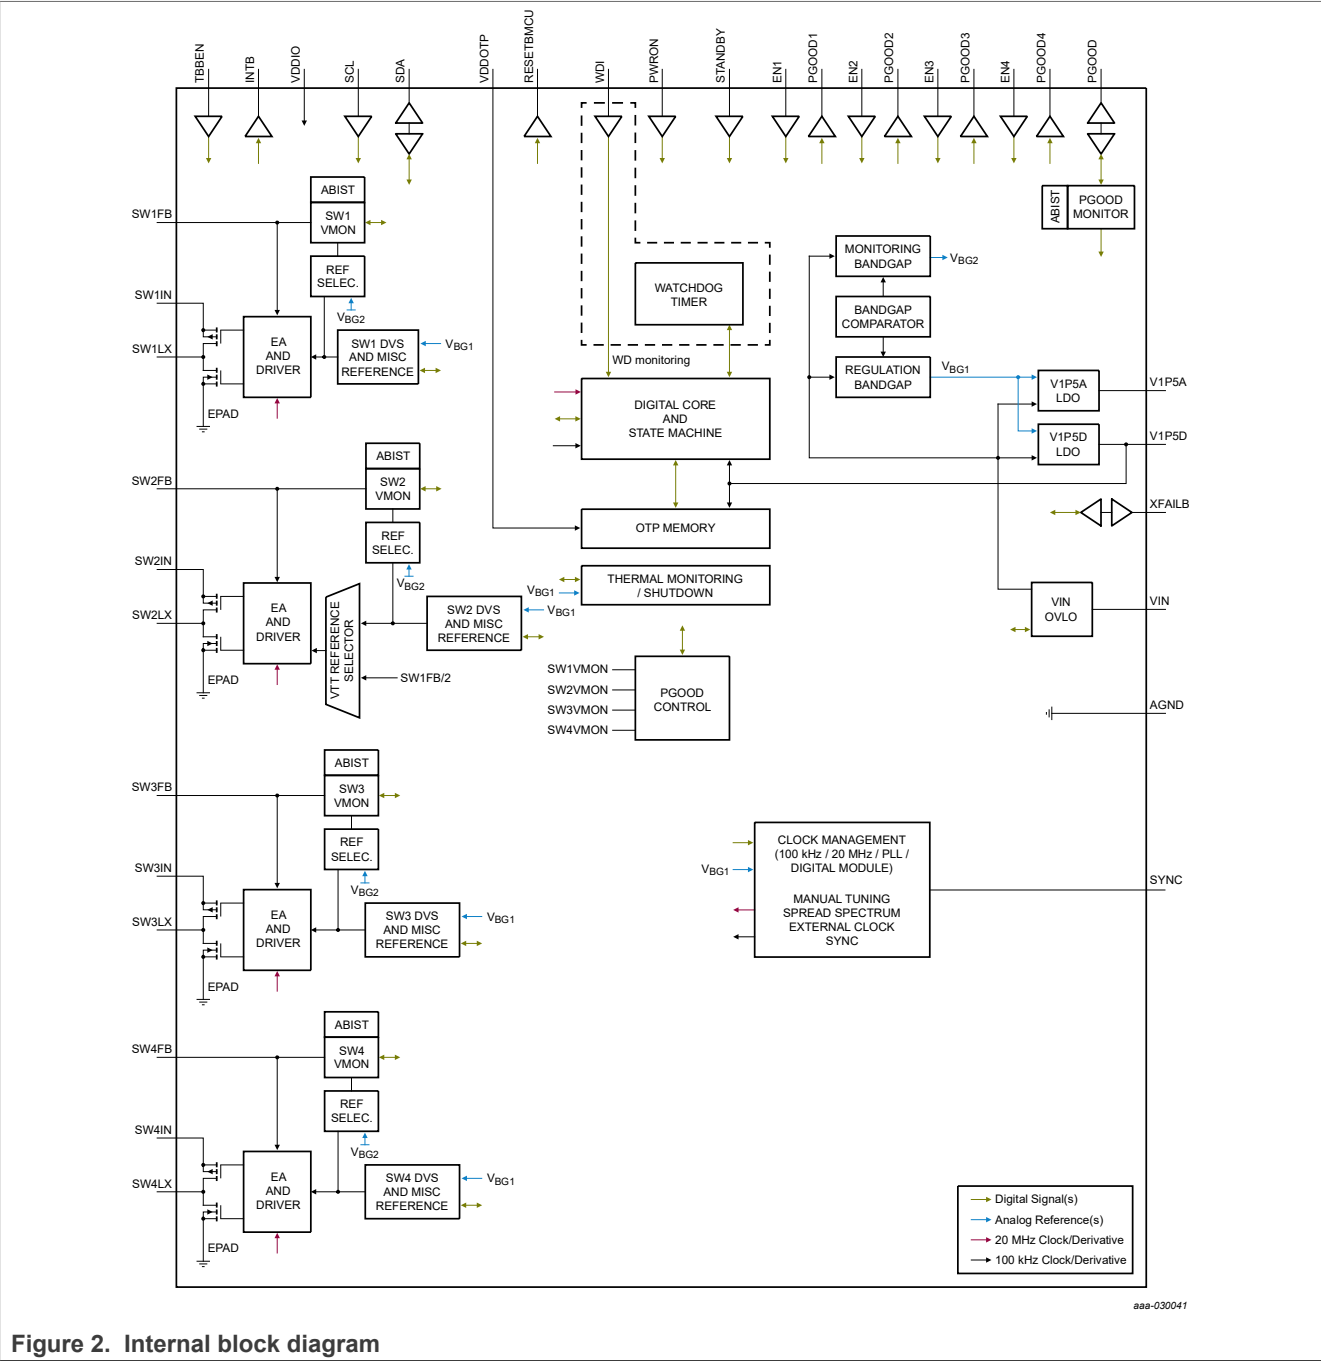 TBBEN
INTB
VDDIO
SCL
SDA
VDDOTP
RESETBMCU
WDI
PWRON
STANDBY
EN1
PGOOD1
EN2
PGOOD2
EN3
PGOOD3
EN4
PGOOD4
PGOOD
ABIST
SW1
VMON
SW1FB
REF
SELEC.
VBG2
SW1IN
SW1LX
EA
AND
DRIVER
SW1 DVS
AND MISC
REFERENCE
VBG1
EPAD
WATCHDOG
TIMER
WD monitoring
DIGITAL CORE
AND
STATE MACHINE
OTP MEMORY
THERMAL MONITORING
/ SHUTDOWN
VBG1
ABIST
PGOOD
MONITOR
MONITORING
BANDGAP
VBG2
BANDGAP
COMPARATOR
REGULATION
BANDGAP
VBG1
V1P5A
LDO
V1P5A
V1P5D
LDO
V1P5D
XFAILB
VIN
OVLO
VIN
AGND
ABIST
SW2
VMON
SW2FB
REF
SELEC.
VBG2
SW2IN
SW2LX
EA
AND
DRIVER
VTT REFERENCE
SELECTOR
SW2 DVS
AND MISC
REFERENCE
VBG1
SW1FB/2
EPAD
SW1VMON
SW2VMON
SW3VMON
SW4VMON
PGOOD
CONTROL
ABIST
SW3
VMON
SW3FB
REF
SELEC.
VBG2
SW3IN
SW3LX
EA
AND
DRIVER
SW3 DVS
AND MISC
REFERENCE
VBG1
EPAD
CLOCK MANAGEMENT
(100 kHz / 20 MHz / PLL /
DIGITAL MODULE)
MANUAL TUNING
SPREAD SPECTRUM
EXTERNAL CLOCK
SYNC
VBG1
SYNC
ABIST
SW4
VMON
SW4FB
REF
SELEC.
VBG2
SW4IN
SW4LX
EA
AND
DRIVER
SW4 DVS
AND MISC
REFERENCE
VBG1
EPAD
Digital Signal(s)
Analog Reference(s)
20 MHz Clock/Derivative
100 kHz Clock/Derivative
aaa-030041
Figure 2. Internal block diagram